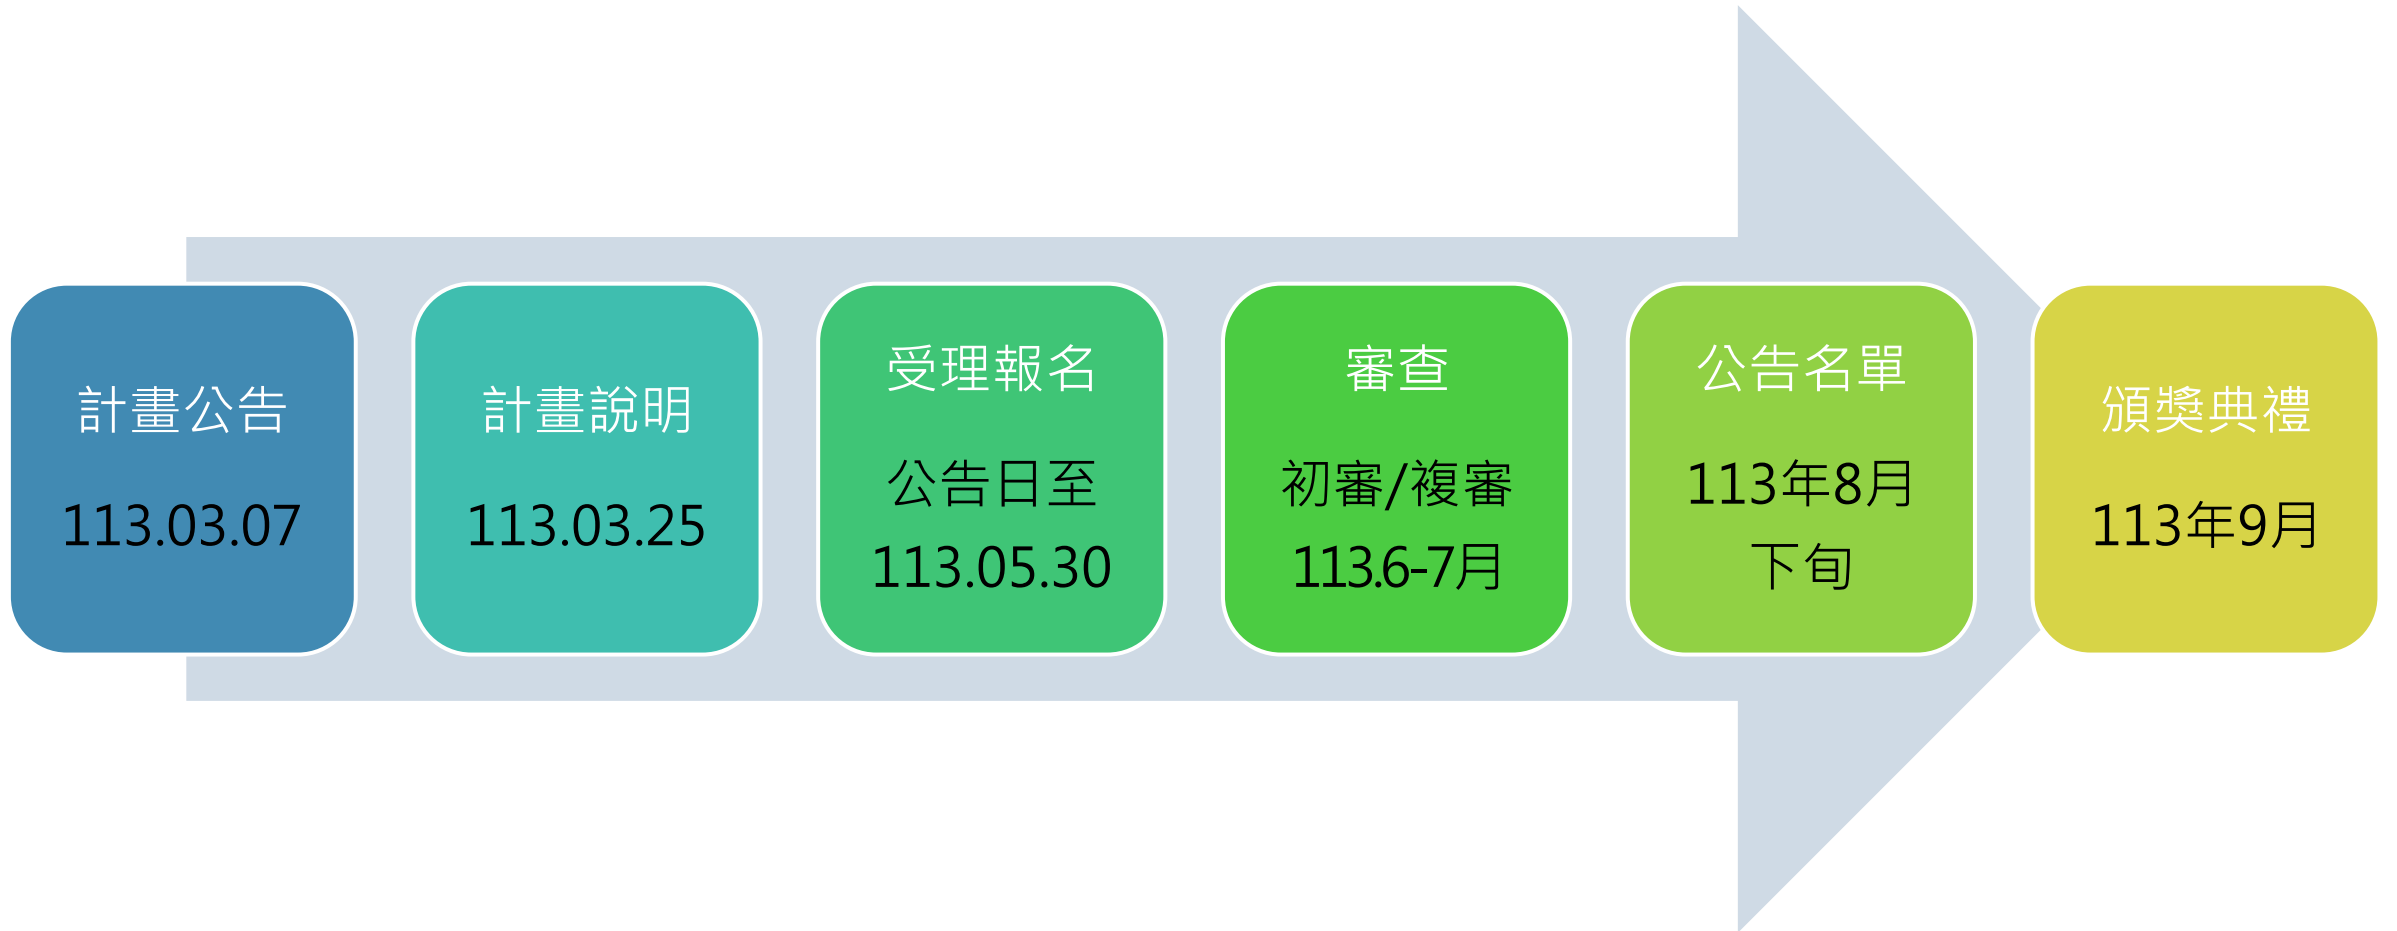 計畫公告
113.03.07
計畫說明
113.03.25
受理報名
公告日至
113.05.30
審查
初審/複審
113.6-7月
公告名單
113年8月
下旬
頒獎典禮
113年9月